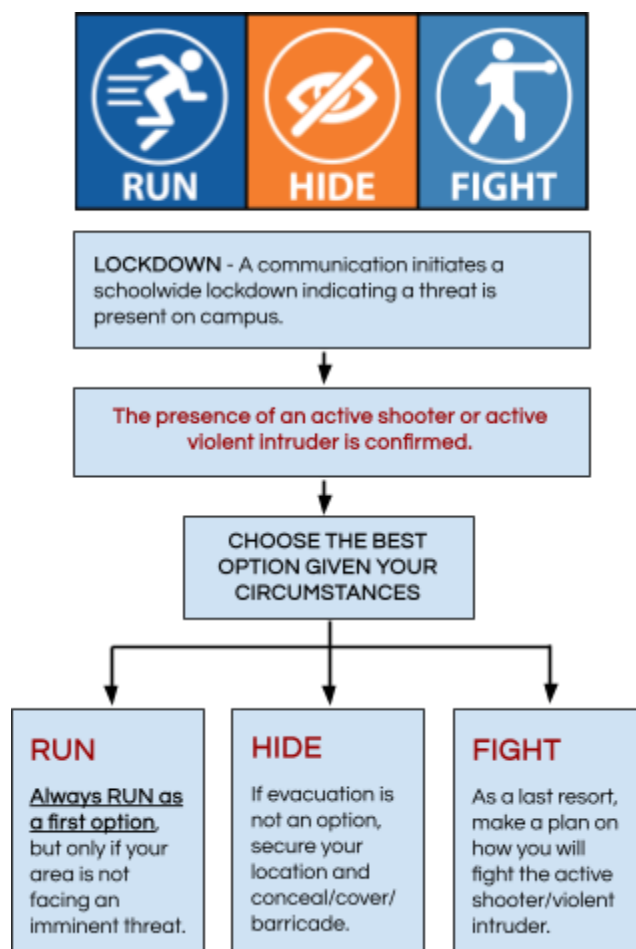 RUN
HIDE
FIGHT
LOCKDOWN - A communication initiates a
schoolwide lockdown indicating a threat is
present on campus.
The presence of an active shooter or active
violent intruder is confirmed.
CHOOSE THE BEST
OPTION GIVEN YOUR
CIRCUMSTANCES
RUN
Always RUN as
a first option,
but only if your
area is not
facing an
imminent threat.
HIDE
If evacuation is
not an option,
secure your
location and
conceal/cover/
barricade.
FIGHT
As a last resort,
make a plan on
how you will
fight the active
shooter/violent
intruder.